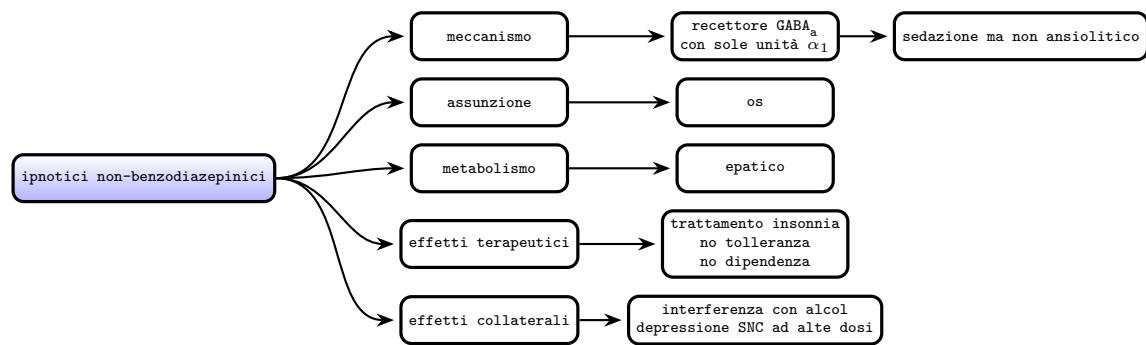 ipnotici non-benzodiazepinici
meccanismo
recettore GABAₐ
con sole unità α₁
sedazione ma non ansiolitico
assunzione
os
metabolismo
epatico
effetti terapeutici
trattamento insonnia
no tolleranza
no dipendenza
effetti collaterali
interferenza con alcol
depressione SNC ad alte dosi